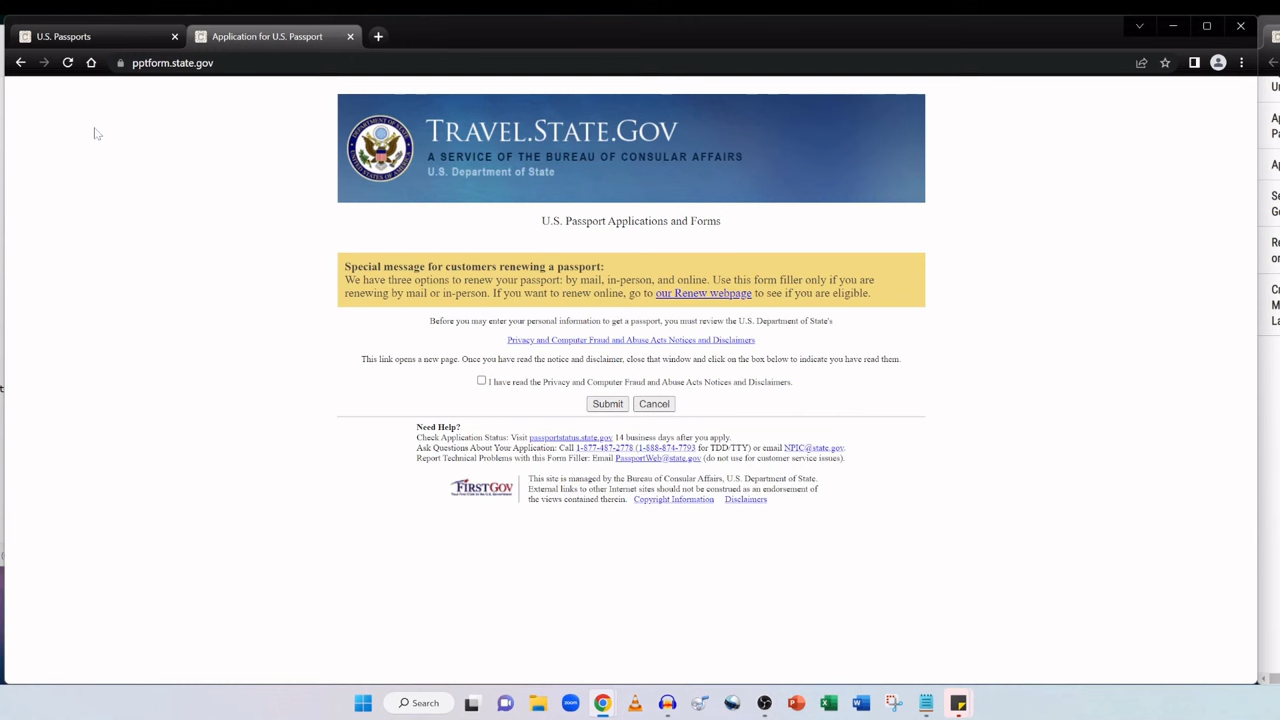 U.S. Passports
Application for U.S. Passport
pptform.state.gov
TRAVEL.STATE.GOV
A SERVICE OF THE BUREAU OF CONSULAR AFFAIRS
U.S. Department of State
U.S. Passport Applications and Forms
Special message for customers renewing a passport:
We have three options to renew your passport: by mail, in-person, and online. Use this form filler only if you are
renewing by mail or in-person. If you want to renew online, go to our Renew webpage to see if you are eligible.
Before you may enter your personal information to get a passport, you must review the U.S. Department of State's
Privacy and Computer Fraud and Abuse Acts Notices and Disclaimers
This link opens a new page. Once you have read the notice and disclaimer, close that window and click on the box below to indicate you have read them.
I have read the Privacy and Computer Fraud and Abuse Acts Notices and Disclaimers.
Submit Cancel
Need Help?
Check Application Status: Visit passportstatus.state.gov 14 business days after you apply.
Ask Questions About Your Application: Call 1-877-487-2778 (1-888-874-7793 for TDD/TTY) or email NPIC@state.gov.
Report Technical Problems with this Form Filler: Email PassportWeb@state.gov (do not use for customer service issues).
FIRSTGOV
This site is managed by the Bureau of Consular Affairs, U.S. Department of State.
External links to other Internet sites should not be construed as an endorsement of
the views contained therein. Copyright Information Disclaimers
Search
zoom